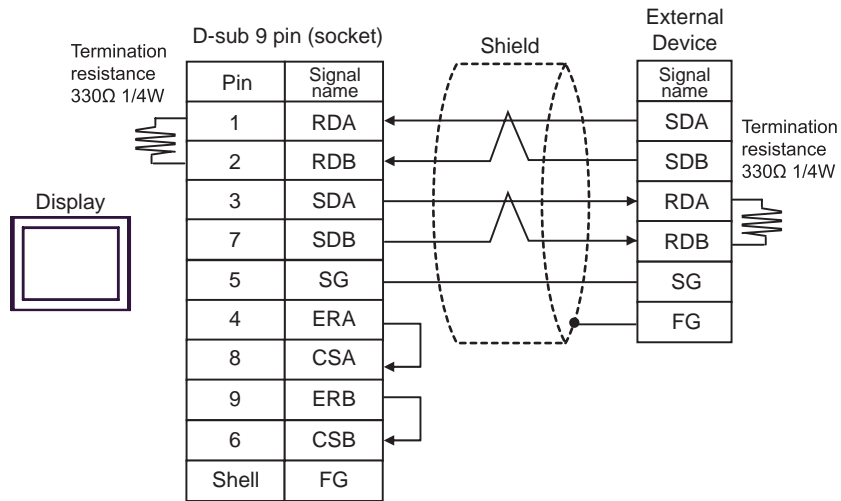 Termination
resistance
330Ω 1/4W
D-sub 9 pin (socket)
Shield
External
Device
Pin Signal name
Signal name
1 RDA
SDA
2 RDB
SDB
Termination
resistance
330Ω 1/4W
Display
3 SDA
RDA
7 SDB
RDB
5 SG
SG
4 ERA
FG
8 CSA
9 ERB
6 CSB
Shell FG